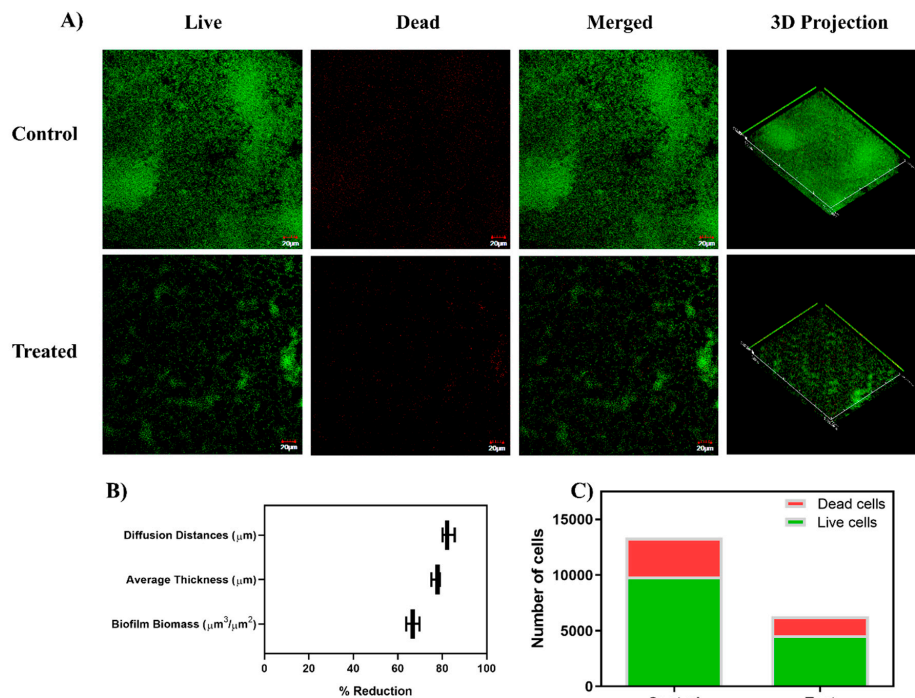 A)
Live
Dead
Merged
3D Projection
Control
20μm
20μm
20μm
Treated
20μm
20μm
20μm
B)
Diffusion Distances (μm)
Average Thickness (μm)
Biofilm Biomass (μm³/μm²)
0 20 40 60 80 100
% Reduction
C)
Dead cells
Live cells
Number of cells
15000
10000
5000
0